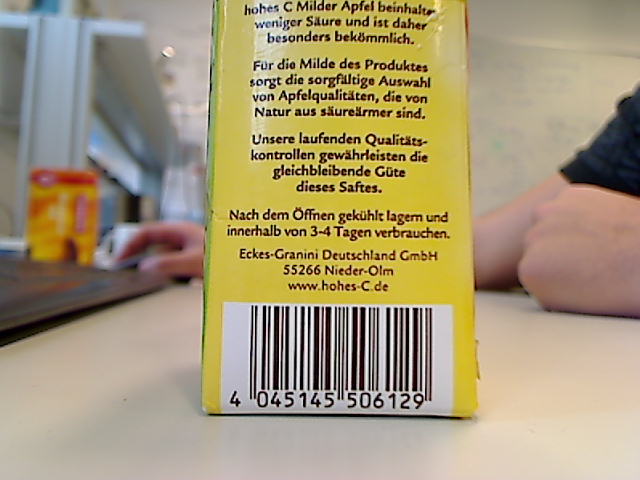 hohes C Milder Apfel beinhaltet
weniger Säure und ist daher
besonders bekömmlich.
Für die Milde des Produktes
sorgt die sorgfältige Auswahl
von Apfelqualitäten, die von
Natur aus säureärmer sind.
Unsere laufenden Qualitäts-
kontrollen gewährleisten die
gleichbleibende Güte
dieses Saftes.
Nach dem Öffnen gekühlt lagern und
innerhalb von 3-4 Tagen verbrauchen.
Eckes-Granini Deutschland GmbH
55266 Nieder-Olm
www.hohes-C.de
4 045145 506129